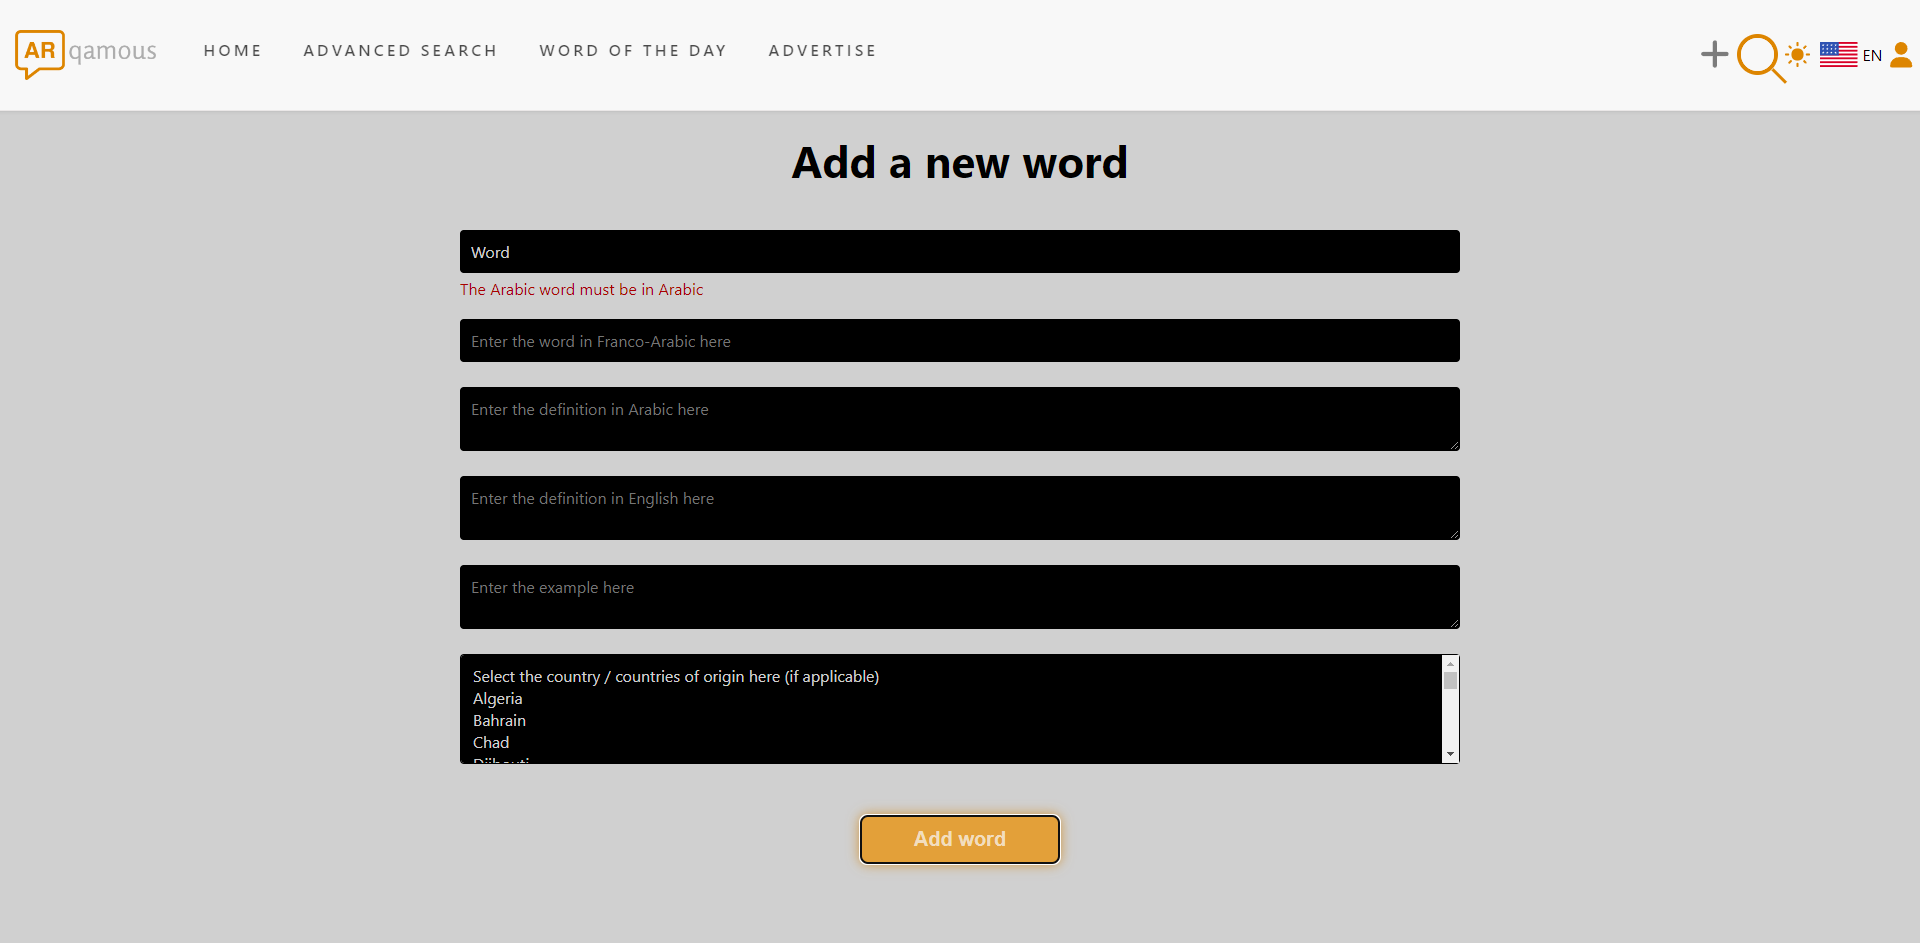 AR qamous HOME ADVANCED SEARCH WORD OF THE DAY ADVERTISE EN
Add a new word
Word
The Arabic word must be in Arabic
Enter the word in Franco-Arabic here
Enter the definition in Arabic here
Enter the definition in English here
Enter the example here
Select the country / countries of origin here (if applicable)
Algeria
Bahrain
Chad
Djibouti
Add word